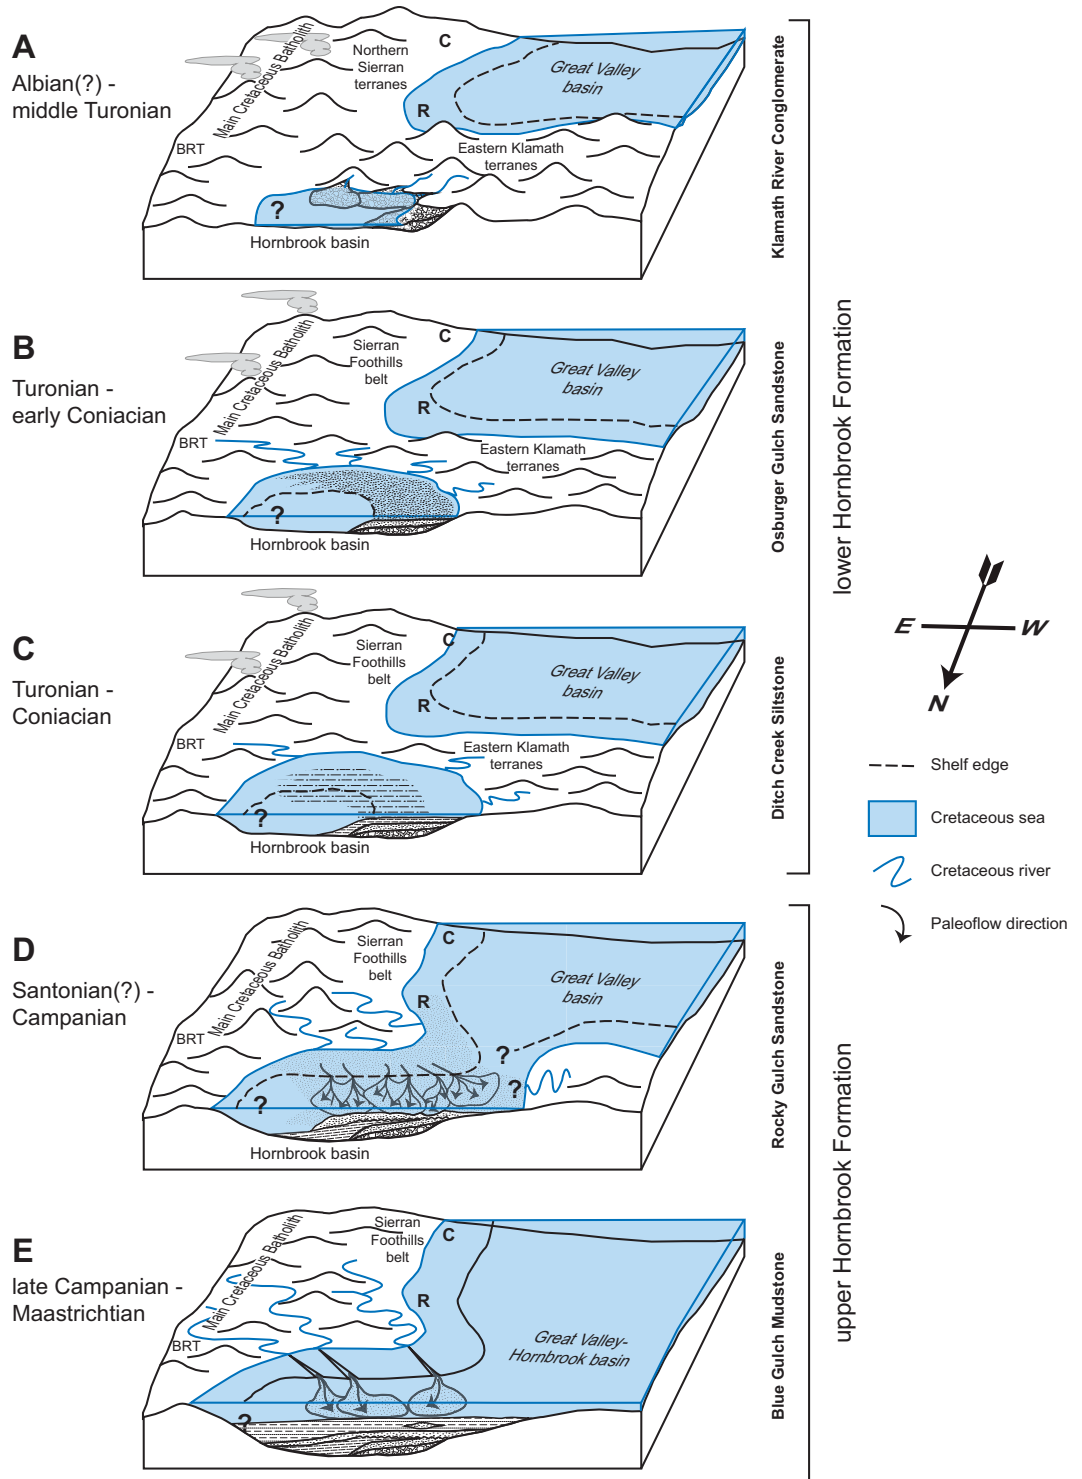 A
Albian(?) -
middle Turonian
Main Cretaceous Batholith
Northern
Sierran
terranes
C
Great Valley
basin
R
BRT
Eastern Klamath
terranes
?
Hornbrook basin
Klamath River Conglomerate
B
Turonian -
early Coniacian
Main Cretaceous Batholith
Sierran
Foothills
belt
C
Great Valley
basin
R
BRT
Eastern Klamath
terranes
?
Hornbrook basin
Osburger Gulch Sandstone
C
Turonian -
Coniacian
Main Cretaceous Batholith
Sierran
Foothills
belt
C
Great Valley
basin
R
BRT
Eastern Klamath
terranes
?
Hornbrook basin
Ditch Creek Siltstone
lower Hornbrook Formation
E
W
N
Shelf edge
Cretaceous sea
Cretaceous river
Paleoflow direction
D
Santonian(?) -
Campanian
Main Cretaceous Batholith
Sierran
Foothills
belt
C
Great Valley
basin
R
BRT
?
?
?
Hornbrook basin
Rocky Gulch Sandstone
E
late Campanian -
Maastrichtian
Main Cretaceous Batholith
Sierran
Foothills
belt
C
R
BRT
Great Valley-
Hornbrook basin
?
Blue Gulch Mudstone
upper Hornbrook Formation